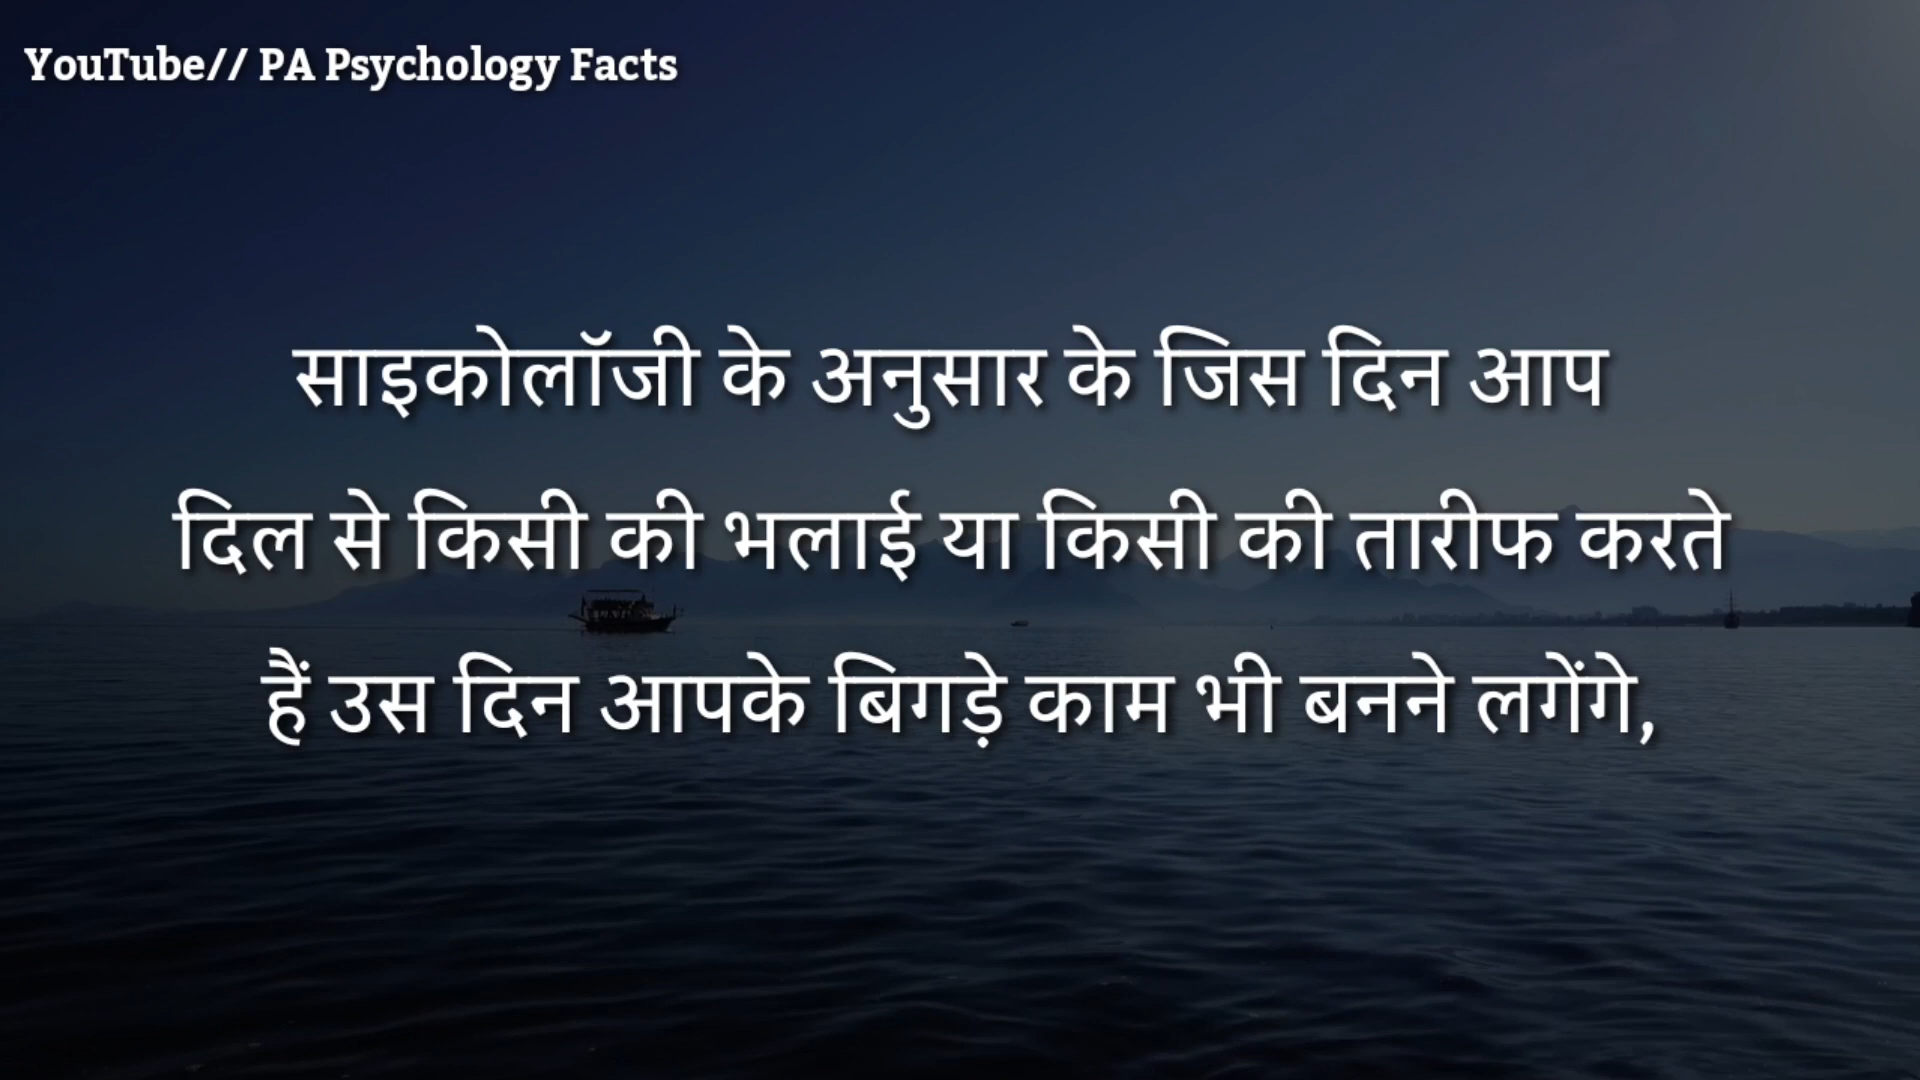 YouTube// PA Psychology Facts
साइकोलॉजी के अनुसार के जिस दिन आप
दिल से किसी की भलाई या किसी की तारीफ करते
हैं उस दिन आपके बिगड़े काम भी बनने लगेंगे,